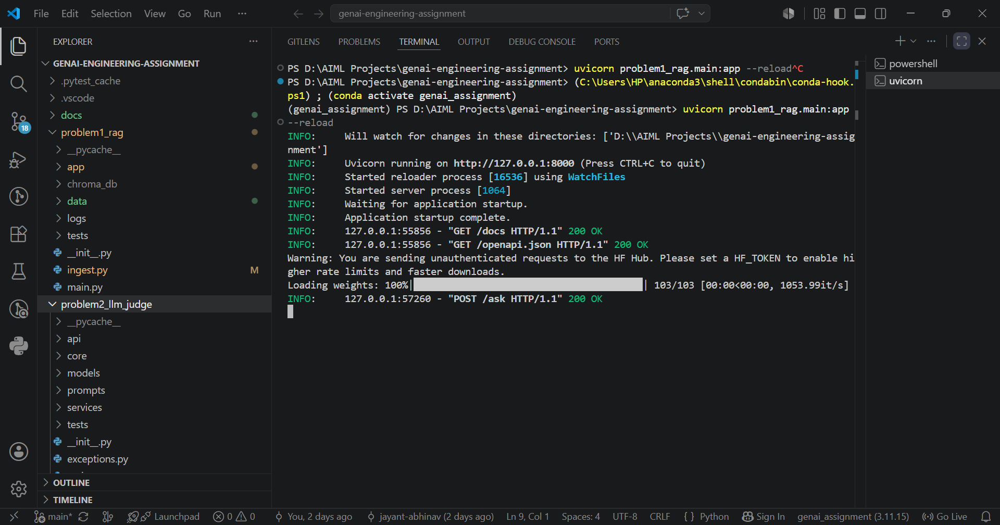 File Edit Selection View Go Run ···
genai-engineering-assignment
EXPLORER ···
GENAI-ENGINEERING-ASSIGNMENT
.pytest_cache
.vscode
docs
problem1_rag
__pycache__
app
chroma_db
data
logs
tests
__init__.py
ingest.py M
main.py
problem2_llm_judge
__pycache__
api
core
models
prompts
services
tests
__init__.py
exceptions.py
OUTLINE
TIMELINE
18
GITLENS PROBLEMS TERMINAL OUTPUT DEBUG CONSOLE PORTS
PS D:\AIML Projects\genai-engineering-assignment> uvicorn problem1_rag.main:app --reload^C
PS D:\AIML Projects\genai-engineering-assignment> (C:\Users\HP\anaconda3\shell\condabin\conda-hook.
ps1) ; (conda activate genai_assignment)
(genai_assignment) PS D:\AIML Projects\genai-engineering-assignment> uvicorn problem1_rag.main:app
--reload
INFO: Will watch for changes in these directories: ['D:\\AIML Projects\\genai-engineering-assig
nment']
INFO: Uvicorn running on http://127.0.0.1:8000 (Press CTRL+C to quit)
INFO: Started reloader process [16536] using WatchFiles
INFO: Started server process [1064]
INFO: Waiting for application startup.
INFO: Application startup complete.
INFO: 127.0.0.1:55856 - "GET /docs HTTP/1.1" 200 OK
INFO: 127.0.0.1:55856 - "GET /openapi.json HTTP/1.1" 200 OK
Warning: You are sending unauthenticated requests to the HF Hub. Please set a HF_TOKEN to enable hi
gher rate limits and faster downloads.
Loading weights: 100%| | 103/103 [00:00<00:00, 1053.99it/s]
INFO: 127.0.0.1:57260 - "POST /ask HTTP/1.1" 200 OK
powershell
uvicorn
main* Launchpad 0 0 You, 2 days ago jayant-abhinav (2 days ago) Ln 9, Col 1 Spaces: 4 UTF-8 CRLF { } Python Sign In genai_assignment (3.11.15) Go Live